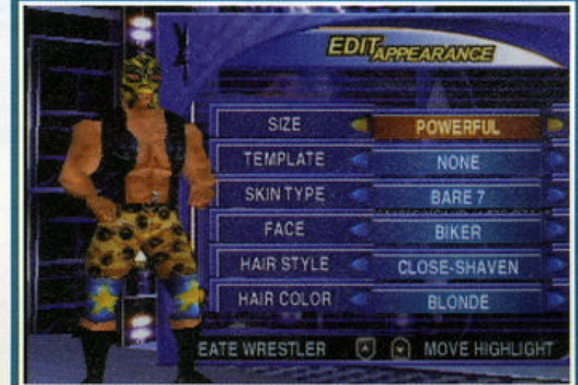 EDIT APPEARANCE
SIZE POWERFUL
TEMPLATE NONE
SKIN TYPE BARE 7
FACE BIKER
HAIR STYLE CLOSE-SHAVEN
HAIR COLOR BLONDE
EATE WRESTLER MOVE HIGHLIGHT